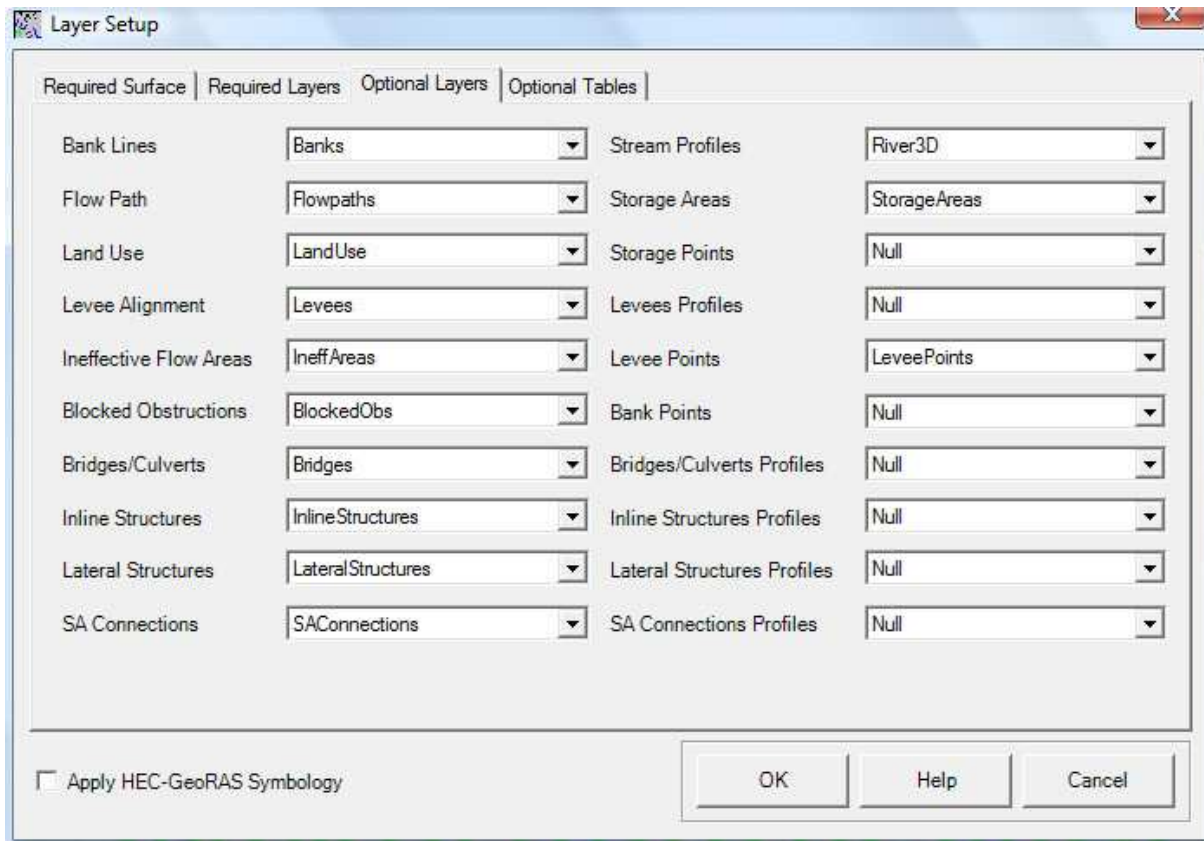 Layer Setup
X
Required Surface Required Layers Optional Layers Optional Tables
Bank Lines Banks Stream Profiles River3D
Flow Path Flowpaths Storage Areas StorageAreas
Land Use LandUse Storage Points Null
Levee Alignment Levees Levees Profiles Null
Ineffective Flow Areas IneffAreas Levee Points LeveePoints
Blocked Obstructions BlockedObs Bank Points Null
Bridges/Culverts Bridges Bridges/Culverts Profiles Null
Inline Structures InlineStructures Inline Structures Profiles Null
Lateral Structures LateralStructures Lateral Structures Profiles Null
SA Connections SAConnections SA Connections Profiles Null
Apply HEC-GeoRAS Symbology OK Help Cancel